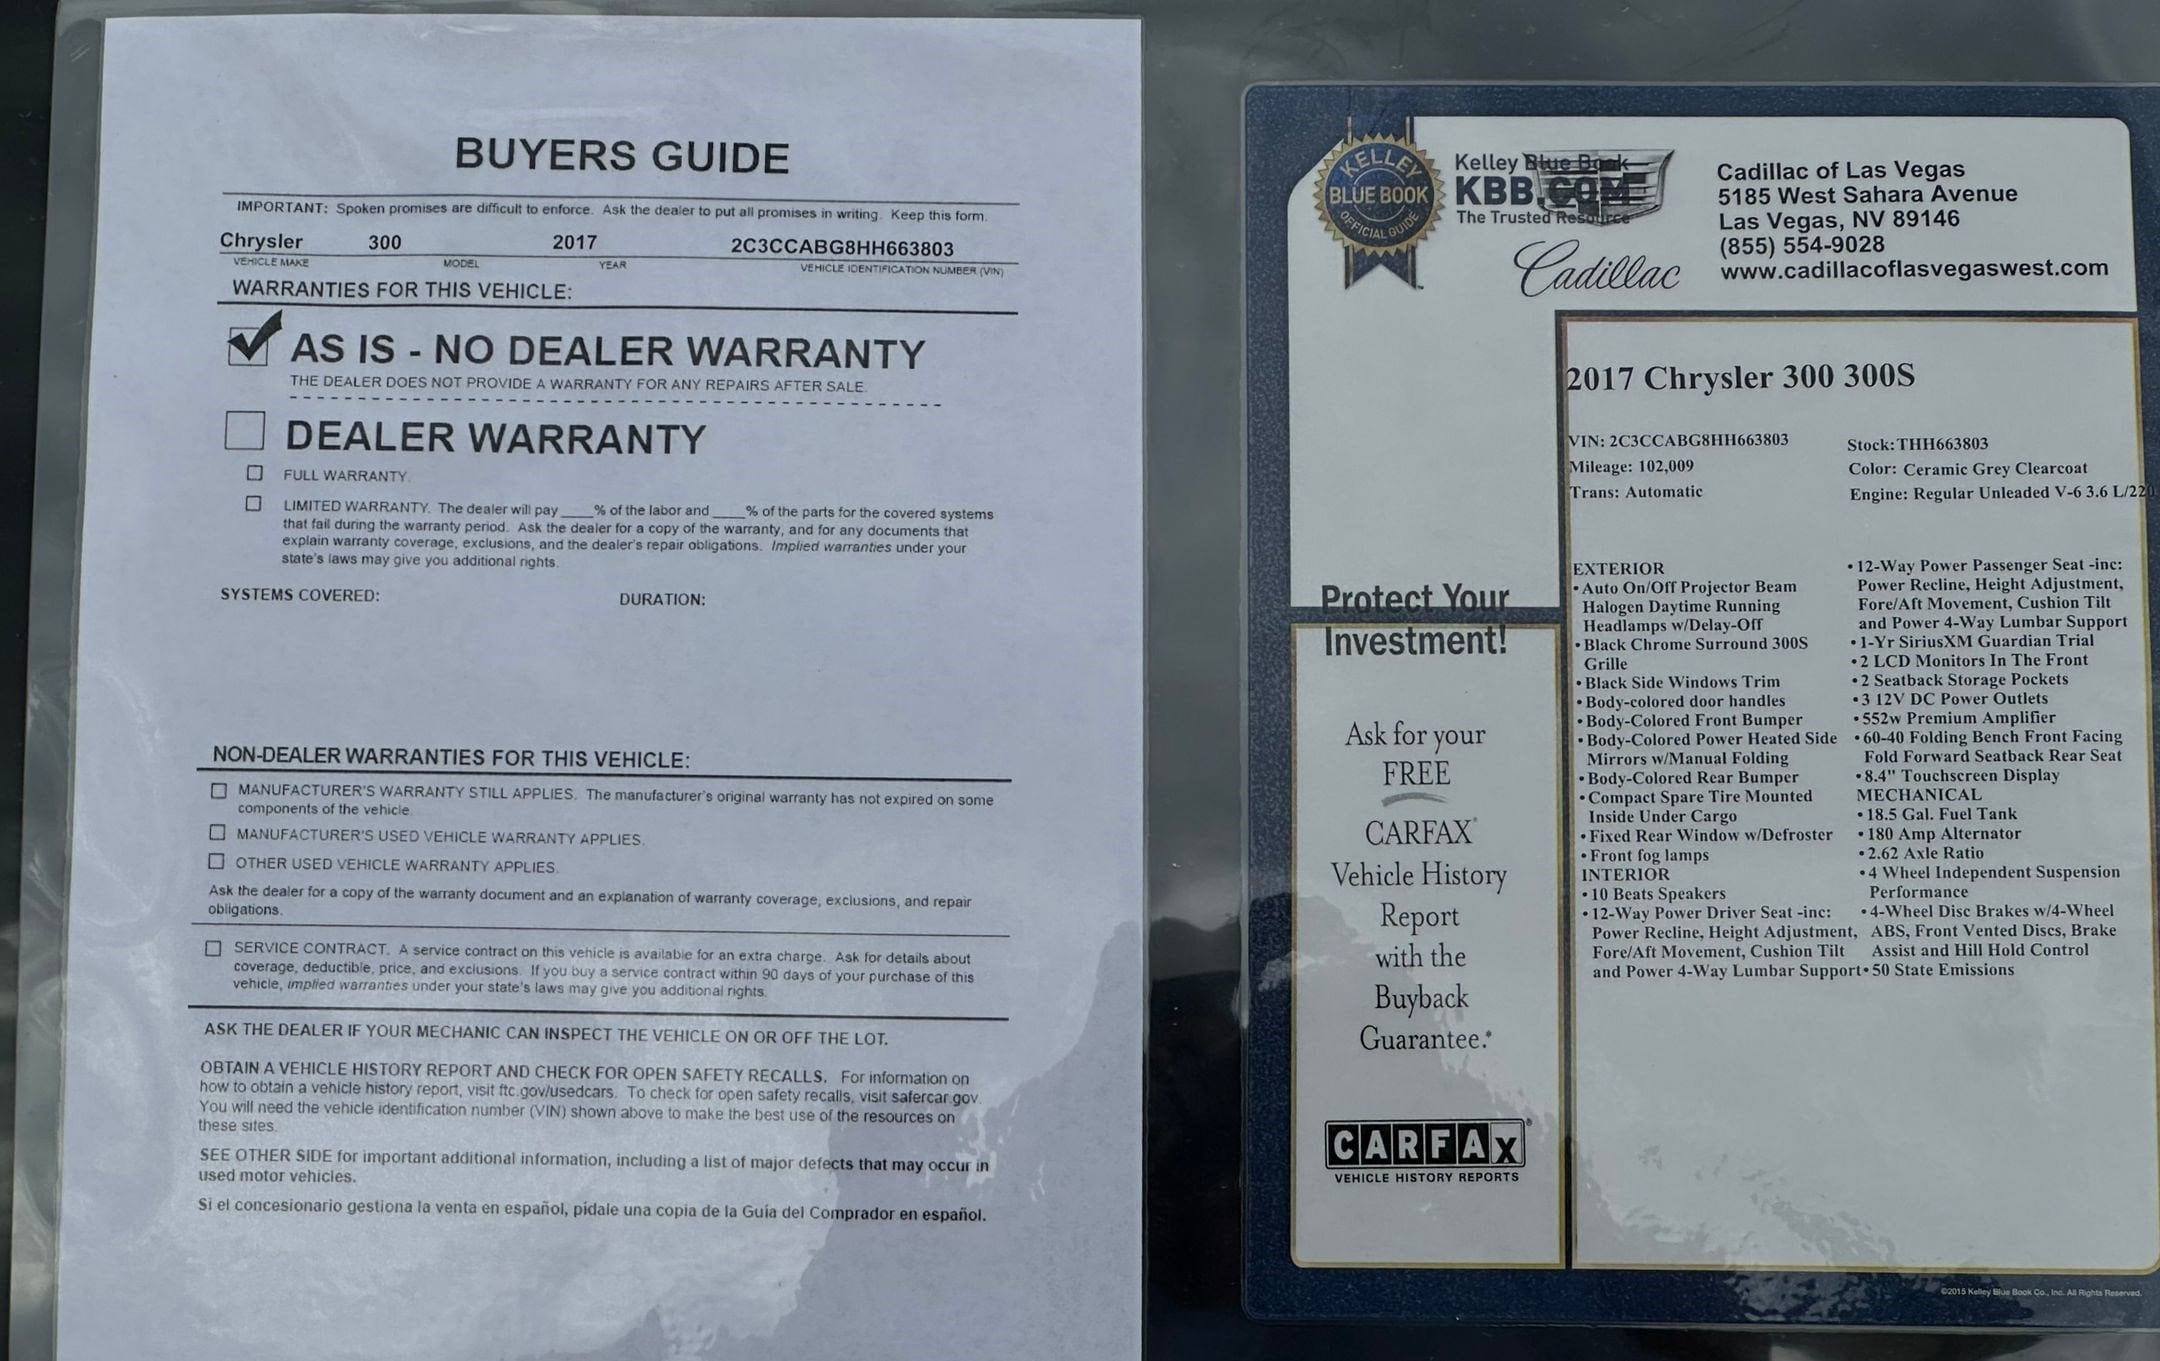 BUYERS GUIDE
IMPORTANT: Spoken promises are difficult to enforce. Ask the dealer to put all promises in writing. Keep this form.
Chrysler 300 2017 2C3CCABG8HH663803
VEHICLE MAKE MODEL YEAR VEHICLE IDENTIFICATION NUMBER (VIN)
WARRANTIES FOR THIS VEHICLE:
AS IS - NO DEALER WARRANTY
THE DEALER DOES NOT PROVIDE A WARRANTY FOR ANY REPAIRS AFTER SALE.
DEALER WARRANTY
FULL WARRANTY.
LIMITED WARRANTY. The dealer will pay ____% of the labor and ____% of the parts for the covered systems
that fail during the warranty period. Ask the dealer for a copy of the warranty, and for any documents that
explain warranty coverage, exclusions, and the dealer's repair obligations. Implied warranties under your
state's laws may give you additional rights.
SYSTEMS COVERED: DURATION:
NON-DEALER WARRANTIES FOR THIS VEHICLE:
MANUFACTURER'S WARRANTY STILL APPLIES. The manufacturer's original warranty has not expired on some
components of the vehicle.
MANUFACTURER'S USED VEHICLE WARRANTY APPLIES.
OTHER USED VEHICLE WARRANTY APPLIES.
Ask the dealer for a copy of the warranty document and an explanation of warranty coverage, exclusions, and repair
obligations.
SERVICE CONTRACT. A service contract on this vehicle is available for an extra charge. Ask for details about
coverage, deductible, price, and exclusions. If you buy a service contract within 90 days of your purchase of this
vehicle, implied warranties under your state's laws may give you additional rights.
ASK THE DEALER IF YOUR MECHANIC CAN INSPECT THE VEHICLE ON OR OFF THE LOT.
OBTAIN A VEHICLE HISTORY REPORT AND CHECK FOR OPEN SAFETY RECALLS. For information on
how to obtain a vehicle history report, visit ftc.gov/usedcars. To check for open safety recalls, visit safercar.gov.
You will need the vehicle identification number (VIN) shown above to make the best use of the resources on
these sites.
SEE OTHER SIDE for important additional information, including a list of major defects that may occur in
used motor vehicles.
Si el concesionario gestiona la venta en español, pídale una copia de la Guía del Comprador en español.
KELLEY
BLUE BOOK
OFFICIAL GUIDE
Kelley Blue Book
KBB.COM
The Trusted Resource
Cadillac
Cadillac of Las Vegas
5185 West Sahara Avenue
Las Vegas, NV 89146
(855) 554-9028
www.cadillacoflasvegaswest.com
2017 Chrysler 300 300S
VIN: 2C3CCABG8HH663803
Mileage: 102,009
Trans: Automatic
Stock:THH663803
Color: Ceramic Grey Clearcoat
Engine: Regular Unleaded V-6 3.6 L/220
Protect Your
Investment!
Ask for your
FREE
CARFAX
Vehicle History
Report
with the
Buyback
Guarantee.*
CARFAX®
VEHICLE HISTORY REPORTS
EXTERIOR
• Auto On/Off Projector Beam
Halogen Daytime Running
Headlamps w/Delay-Off
• Black Chrome Surround 300S
Grille
• Black Side Windows Trim
• Body-colored door handles
• Body-Colored Front Bumper
• Body-Colored Power Heated Side
Mirrors w/Manual Folding
• Body-Colored Rear Bumper
• Compact Spare Tire Mounted
Inside Under Cargo
• Fixed Rear Window w/Defroster
• Front fog lamps
INTERIOR
• 10 Beats Speakers
• 12-Way Power Driver Seat -inc:
Power Recline, Height Adjustment,
Fore/Aft Movement, Cushion Tilt
and Power 4-Way Lumbar Support
• 12-Way Power Passenger Seat -inc:
Power Recline, Height Adjustment,
Fore/Aft Movement, Cushion Tilt
and Power 4-Way Lumbar Support
• 1-Yr SiriusXM Guardian Trial
• 2 LCD Monitors In The Front
• 2 Seatback Storage Pockets
• 3 12V DC Power Outlets
• 552w Premium Amplifier
• 60-40 Folding Bench Front Facing
Fold Forward Seatback Rear Seat
• 8.4" Touchscreen Display
MECHANICAL
• 18.5 Gal. Fuel Tank
• 180 Amp Alternator
• 2.62 Axle Ratio
• 4 Wheel Independent Suspension
Performance
• 4-Wheel Disc Brakes w/4-Wheel
ABS, Front Vented Discs, Brake
Assist and Hill Hold Control
• 50 State Emissions
©2015 Kelley Blue Book Co., Inc. All Rights Reserved.